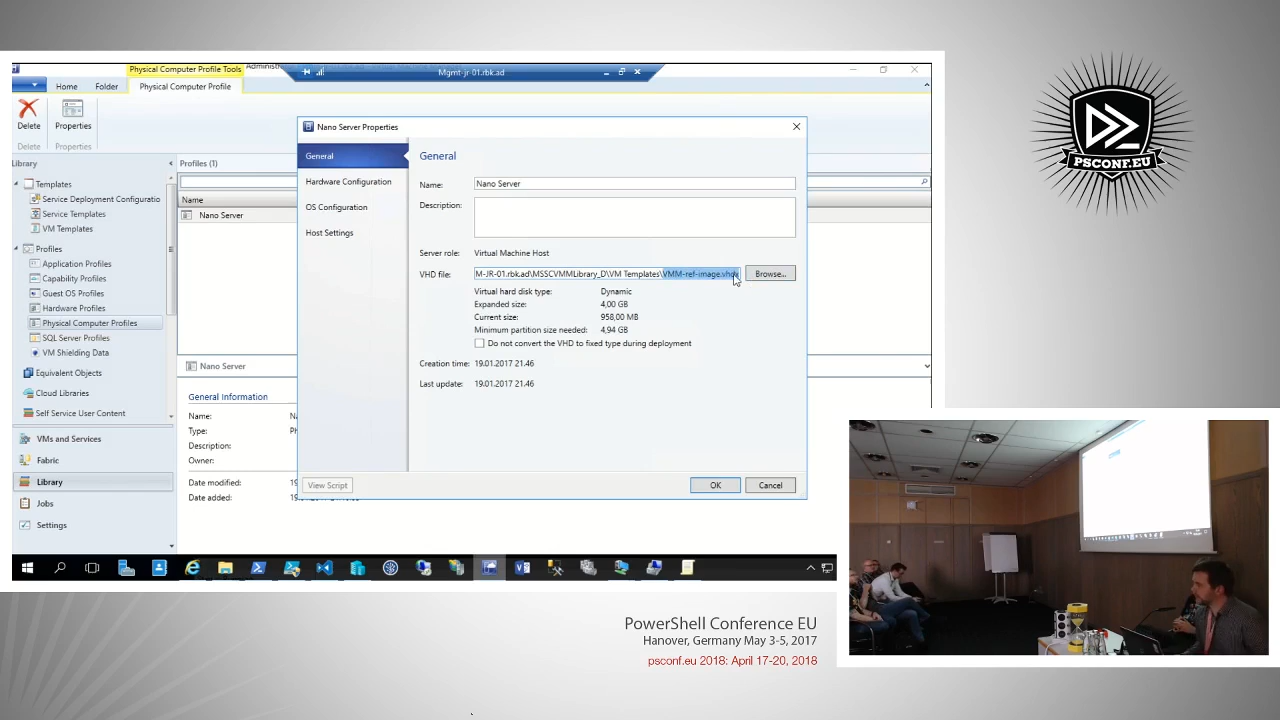 Physical Computer Profile Tools
Mgmt-jr-01.rbk.ad
Home
Folder
Physical Computer Profile
Delete
Properties
Delete
Properties
Library
Profiles (1)
Templates
Service Deployment Configuratio
Service Templates
VM Templates
Profiles
Application Profiles
Capability Profiles
Guest OS Profiles
Hardware Profiles
Physical Computer Profiles
SQL Server Profiles
VM Shielding Data
Equivalent Objects
Cloud Libraries
Self Service User Content
VMs and Services
Fabric
Library
Jobs
Settings
Name
Nano Server
Nano Server
General Information
Name:
Type:
Description:
Owner:
Date modified:
Date added:
Nano Server Properties
General
Hardware Configuration
OS Configuration
Host Settings
General
Name: Nano Server
Description:
Server role: Virtual Machine Host
VHD file: M-JR-01.rbk.ad\MSSCVMMLibrary_D\VM Templates\VMM-ref-image.vhdx Browse...
Virtual hard disk type: Dynamic
Expanded size: 4,00 GB
Current size: 958,00 MB
Minimum partition size needed: 4,94 GB
Do not convert the VHD to fixed type during deployment
Creation time: 19.01.2017 21.46
Last update: 19.01.2017 21.46
View Script
OK
Cancel
PSCONF.EU
PowerShell Conference EU
Hanover, Germany May 3-5, 2017
psconf.eu 2018: April 17-20, 2018